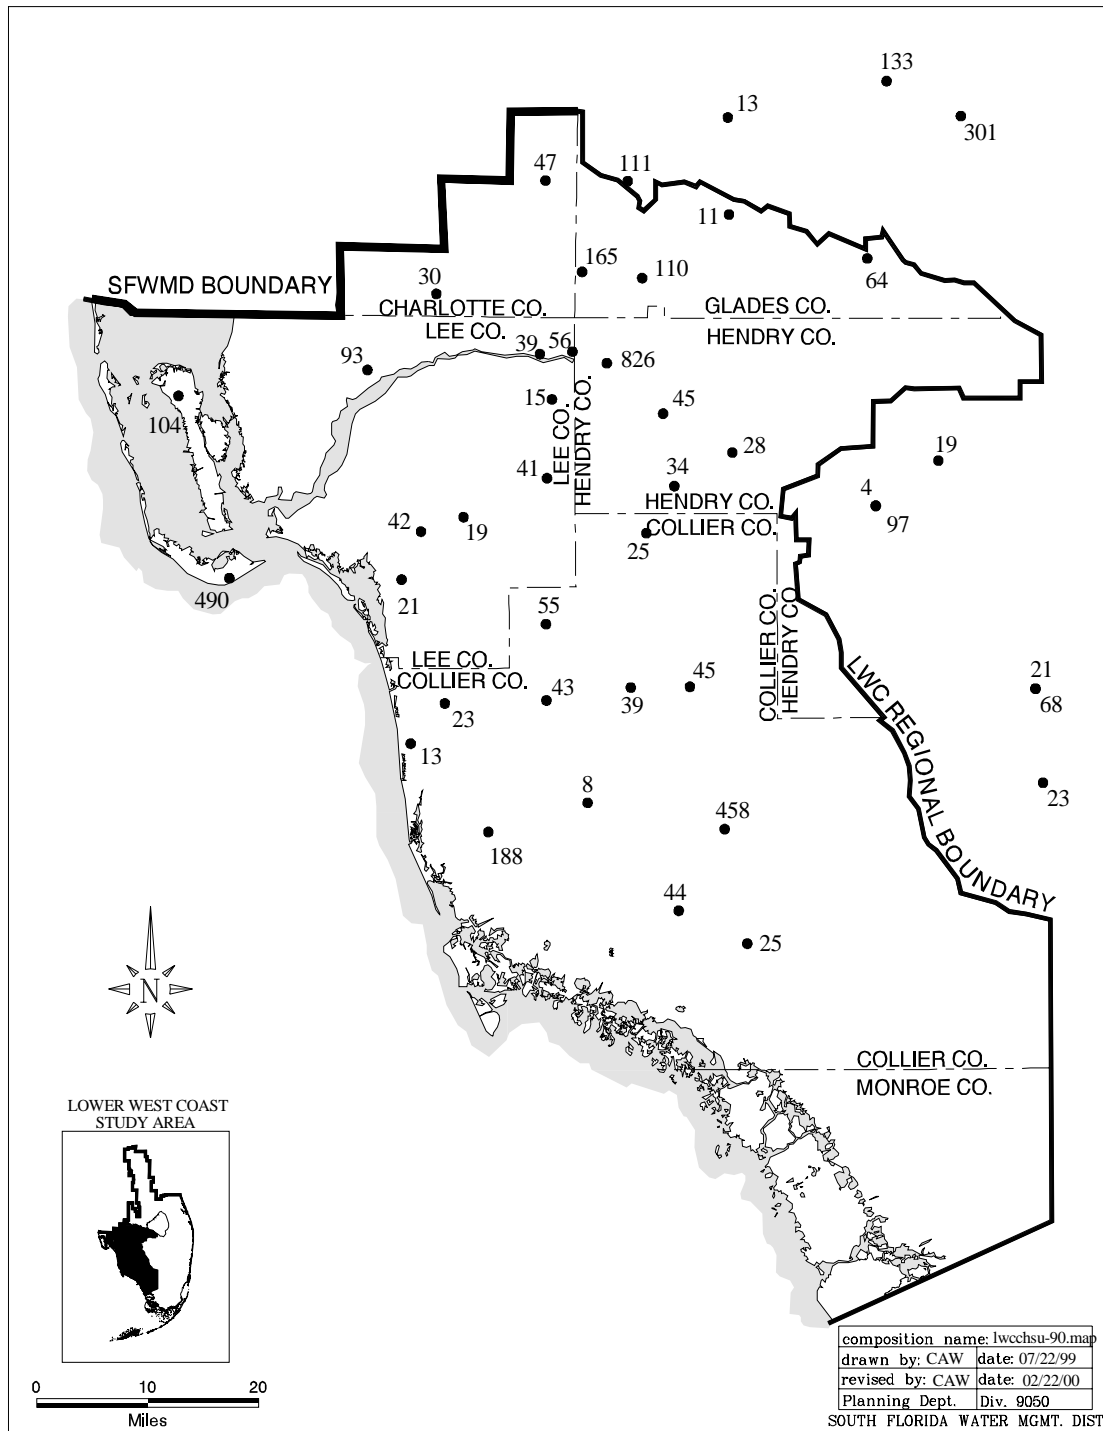 133
13
301
47
111
11
165
110
64
SFWMD BOUNDARY
30
CHARLOTTE CO.
GLADES CO.
LEE CO.
HENDRY CO.
39
56
826
93
15
45
104
LEE CO.
HENDRY CO.
28
19
41
34
4
97
HENDRY CO.
COLLIER CO.
42
19
25
490
21
55
COLLIER CO.
HENDRY CO.
LEE CO.
COLLIER CO.
LWC REGIONAL BOUNDARY
43
39
45
21
68
23
13
8
23
458
188
44
25
N
COLLIER CO.
MONROE CO.
LOWER WEST COAST
STUDY AREA
0 10 20
Miles
composition name: lwcchsu-90.map
drawn by: CAW date: 07/22/99
revised by: CAW date: 02/22/00
Planning Dept. Div. 9050
SOUTH FLORIDA WATER MGMT. DIST